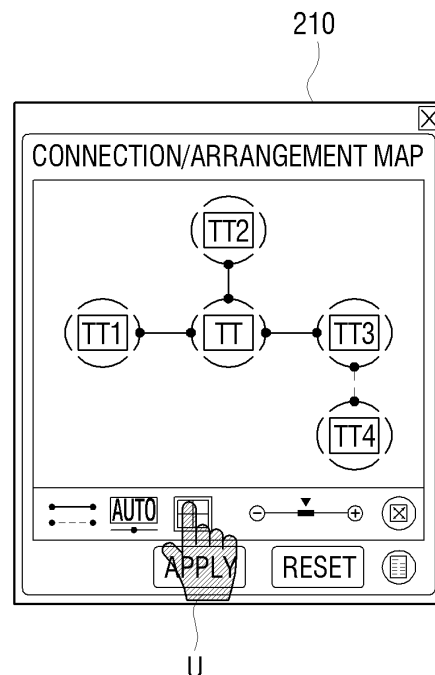 210
CONNECTION/ARRANGEMENT MAP
TT2
TT1 TT TT3
TT4
AUTO
APPLY RESET
U